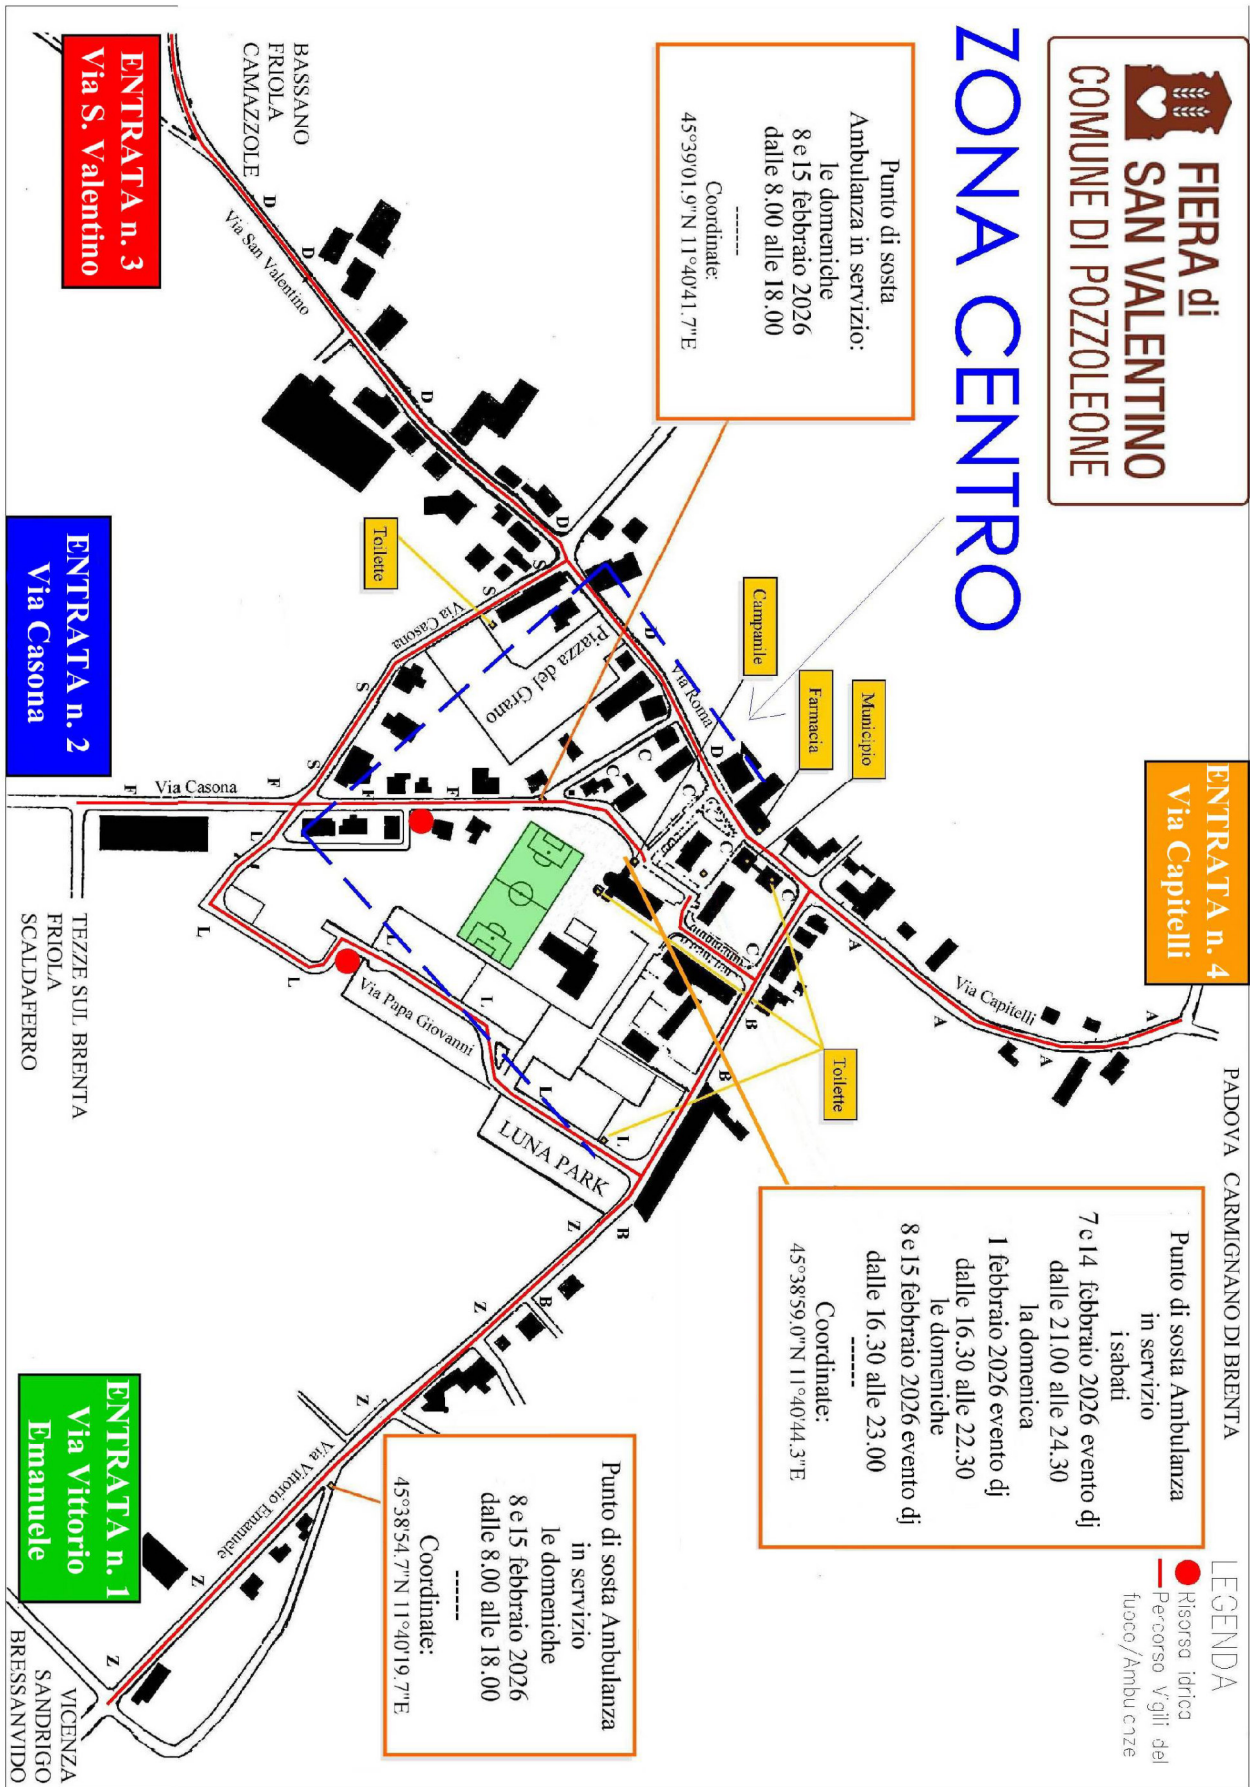 FIERA di
SAN VALENTINO
COMUNE DI POZZOLEONE
ZONA CENTRO
Punto di sosta
Ambulanza in servizio:
le domeniche
8 e 15 febbraio 2026
dalle 8.00 alle 18.00
-------
Coordinate:
45°39'01.9"N 11°40'41.7"E
BASSANO
FRIOLA
CAMAZZOLE
ENTRATA n. 3
Via S. Valentino
D
D
Via San Valentino
D
D
Toilette
S
S
Via Casona
S
S
Piazza del Grano
D
Via Roma
D
Campanile
Farmacia
Municipio
C
C
C
C
C
C
ENTRATA n. 2
Via Casona
Via Casona
F
F
F
F
L
L
L
L
L
L
L
TEZZE SUL BRENTA
FRIOLA
SCALDAFERRO
Via Papa Giovanni
LUNA PARK
ENTRATA n. 4
Via Capitelli
A
Via Capitelli
A
A
A
PADOVA CARMIGNANO DI BRENTA
Toilette
B
B
B
B
Punto di sosta Ambulanza
in servizio
i sabati
7 e 14 febbraio 2026 evento dj
dalle 21.00 alle 24.30
la domenica
1 febbraio 2026 evento dj
dalle 16.30 alle 22.30
le domeniche
8 e 15 febbraio 2026 evento dj
dalle 16.30 alle 23.00
------
Coordinate:
45°38'59.0"N 11°40'44.3"E
LEGENDA
Risorsa idrica
Percorso Vigili del
fuoco/Ambulanze
Z
Z
Z
Via Vittorio Emanuele
Z
Z
Punto di sosta Ambulanza
in servizio
le domeniche
8 e 15 febbraio 2026
dalle 8.00 alle 18.00
------
Coordinate:
45°38'54.7"N 11°40'19.7"E
ENTRATA n. 1
Via Vittorio
Emanuele
VICENZA
SANDRIGO
BRESSANVIDO